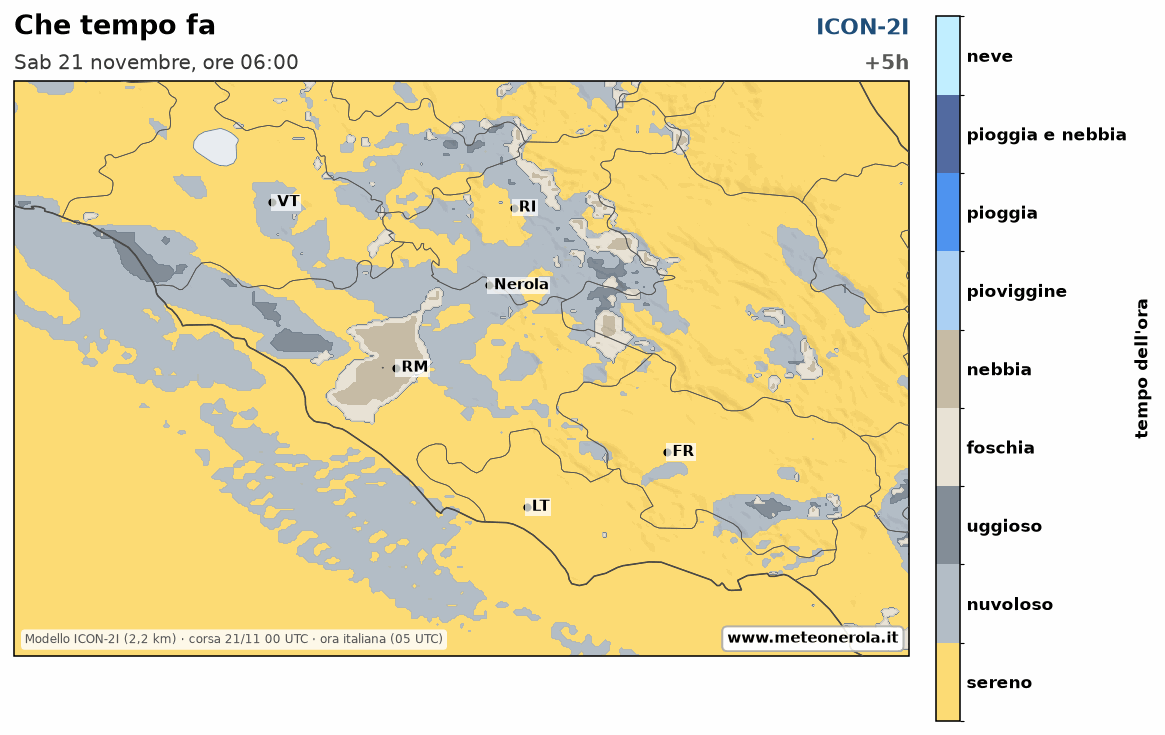 Che tempo fa
ICON-2I
Sab 21 novembre, ore 06:00
+5h
neve
pioggia e nebbia
pioggia
pioviggine
nebbia
foschia
uggioso
nuvoloso
sereno
tempo dell'ora
VT
RI
Nerola
RM
FR
LT
Modello ICON-2I (2,2 km) · corsa 21/11 00 UTC · ora italiana (05 UTC)
www.meteonerola.it